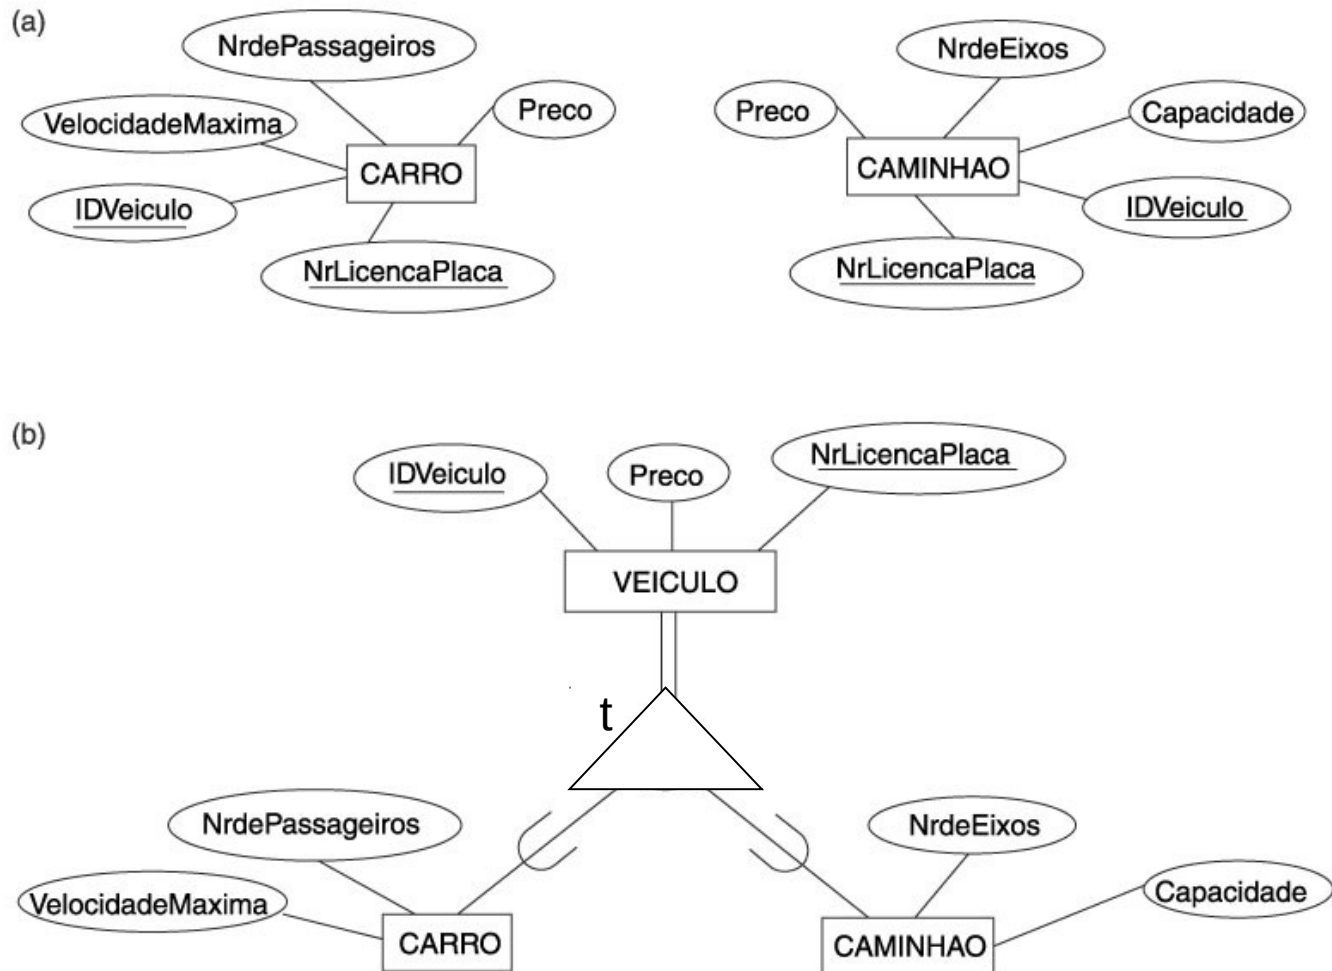 (a)
NrdePassageiros
NrdeEixos
VelocidadeMaxima
Preco
Preco
Capacidade
CARRO
CAMINHAO
IDVeiculo
IDVeiculo
NrLicencaPlaca
NrLicencaPlaca
(b)
IDVeiculo
Preco
NrLicencaPlaca
VEICULO
t
NrdePassageiros
NrdeEixos
VelocidadeMaxima
Capacidade
CARRO
CAMINHAO